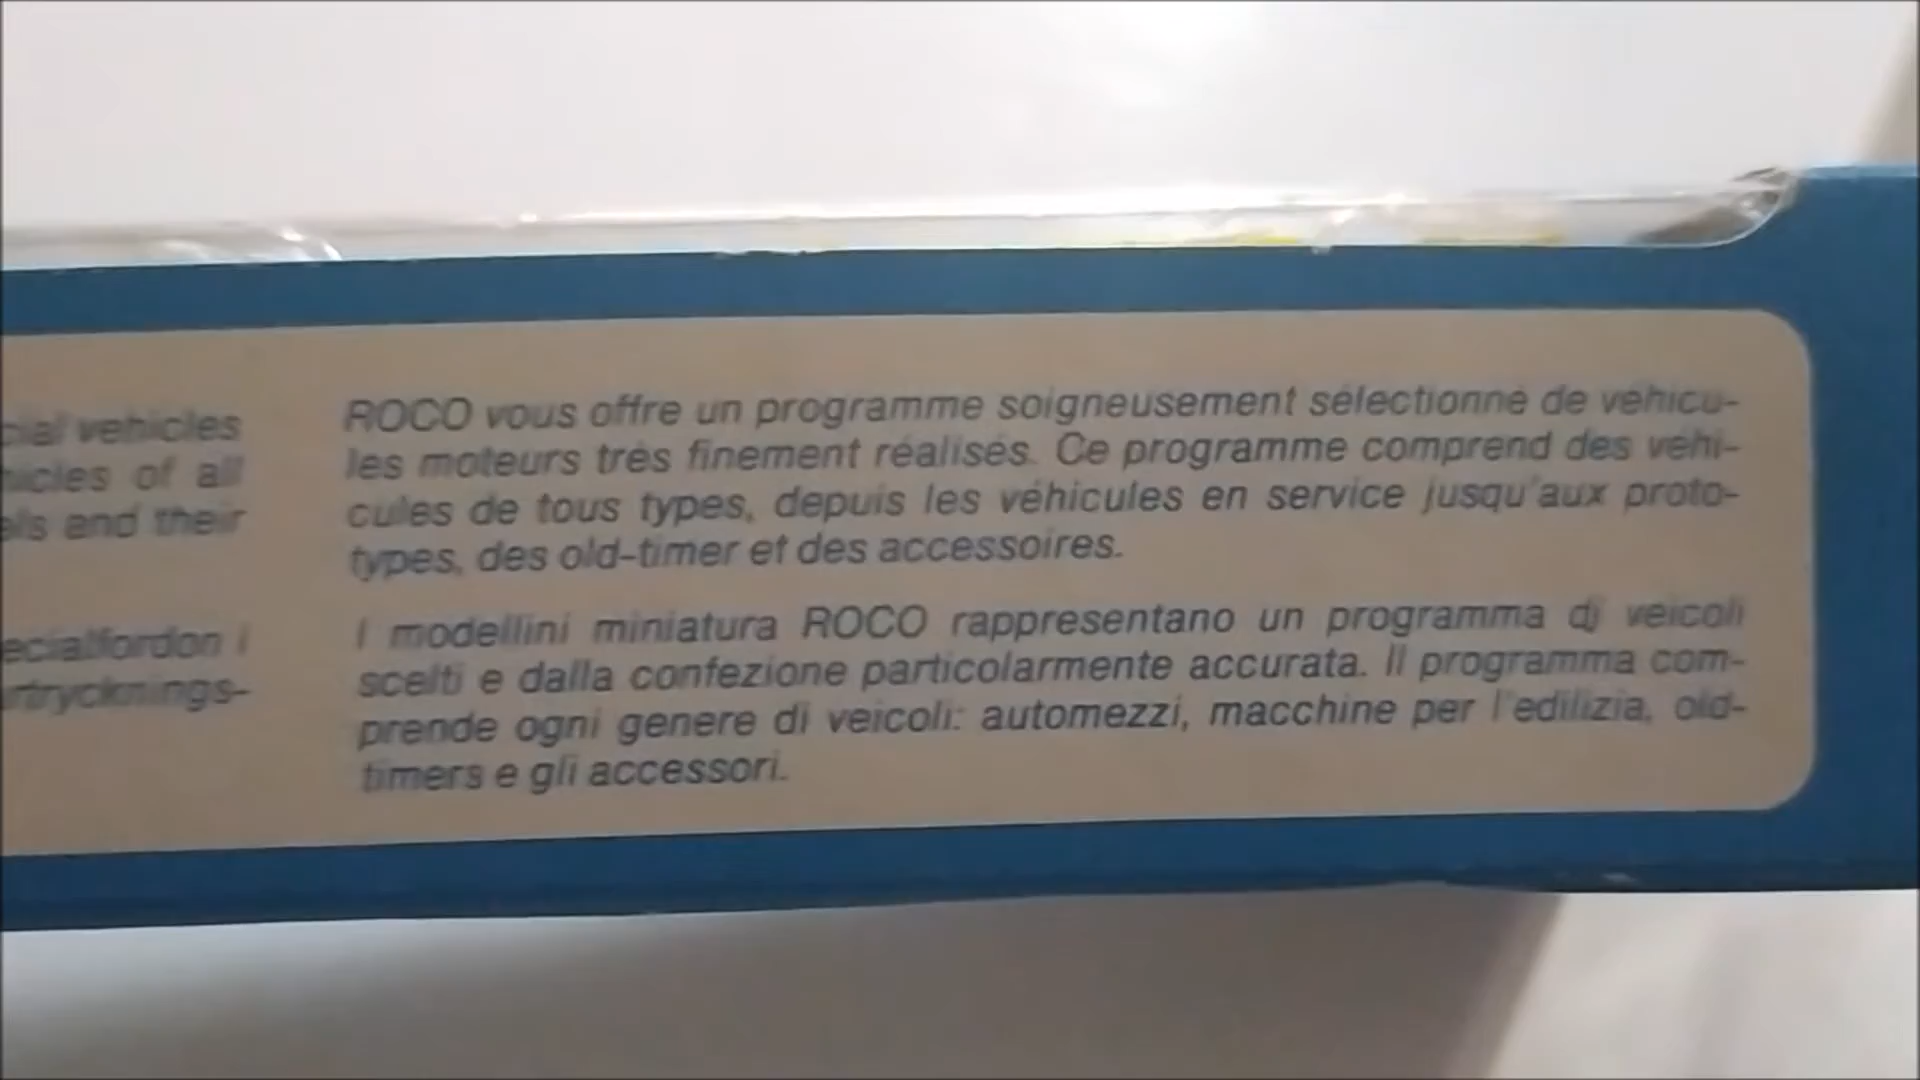 cial vehicles
hicles of all
els and their
ecialfordon i
rtrycknings-
ROCO vous offre un programme soigneusement sélectionné de véhicu-
les moteurs très finement réalisés. Ce programme comprend des véhi-
cules de tous types, depuis les véhicules en service jusqu'aux proto-
types, des old-timer et des accessoires.
I modellini miniatura ROCO rappresentano un programma di veicoli
scelti e dalla confezione particolarmente accurata. Il programma com-
prende ogni genere di veicoli: automezzi, macchine per l'edilizia, old-
timers e gli accessori.